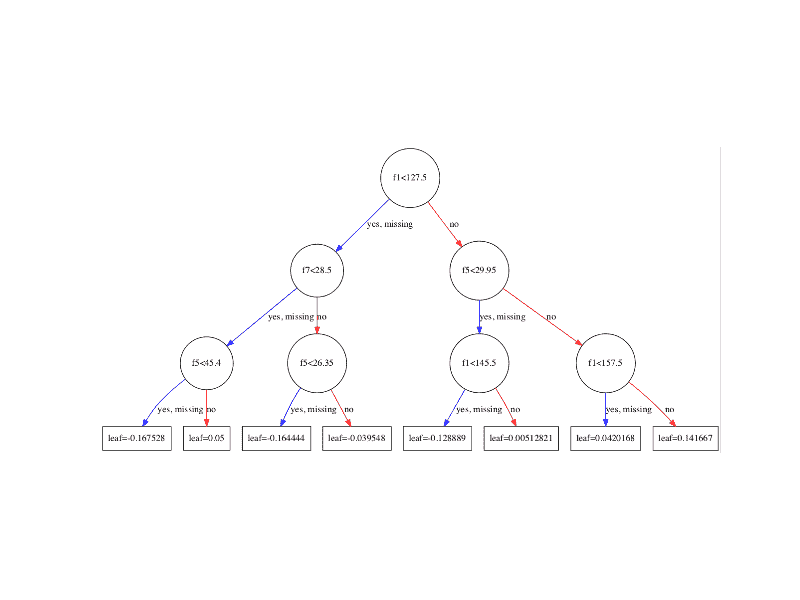 f1<127.5
yes, missing
no
f7<28.5
f5<29.95
yes, missing
no
yes, missing
no
f5<45.4
f5<26.35
f1<145.5
f1<157.5
yes, missing
no
yes, missing
no
yes, missing
no
yes, missing
no
leaf=-0.167528
leaf=0.05
leaf=-0.164444
leaf=-0.039548
leaf=-0.128889
leaf=0.00512821
leaf=0.0420168
leaf=0.141667